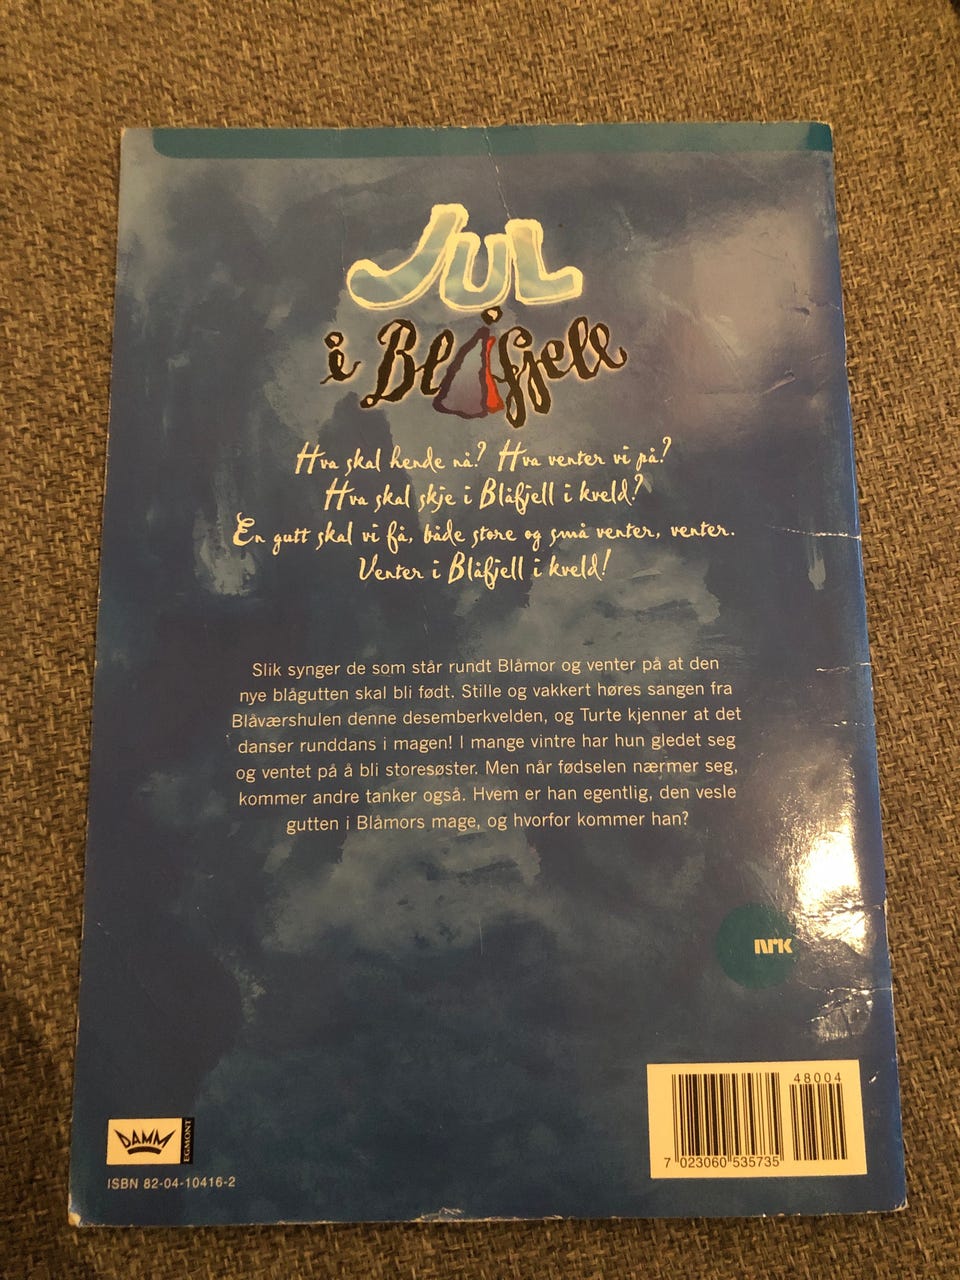 JUL
i Blåfjell
Hva skal hende nå? Hva venter vi på?
Hva skal skje i Blåfjell i kveld?
En gutt skal vi få, både store og små venter, venter.
Venter i Blåfjell i kveld!
Slik synger de som står rundt Blåmor og venter på at den
nye blågutten skal bli født. Stille og vakkert høres sangen fra
Blåværshulen denne desemberkvelden, og Turte kjenner at det
danser runddans i magen! I mange vintre har hun gledet seg
og ventet på å bli storesøster. Men når fødselen nærmer seg,
kommer andre tanker også. Hvem er han egentlig, den vesle
gutten i Blåmors mage, og hvorfor kommer han?
NRK
48004
DAMM
EGMONT
7 023060 535735
ISBN 82-04-10416-2